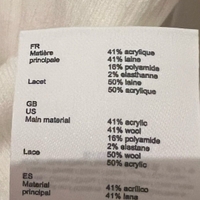 FR
Matière 41% acrylique
principale 41% laine
16% polyamide
2% élasthanne
Lacet 50% laine
50% acrylique
GB
US
Main material 41% acrylic
41% wool
16% polyamide
2% elastane
Lace 50% wool
50% acrylic
ES
Material 41% acrílico
principal 41% lana